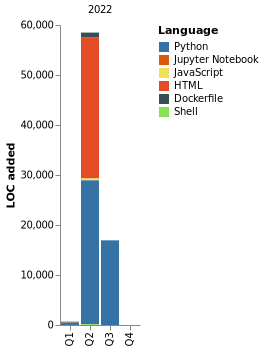 2022
Language
Python
Jupyter Notebook
JavaScript
HTML
Dockerfile
Shell
LOC added
60,000
50,000
40,000
30,000
20,000
10,000
0
Q1
Q2
Q3
Q4